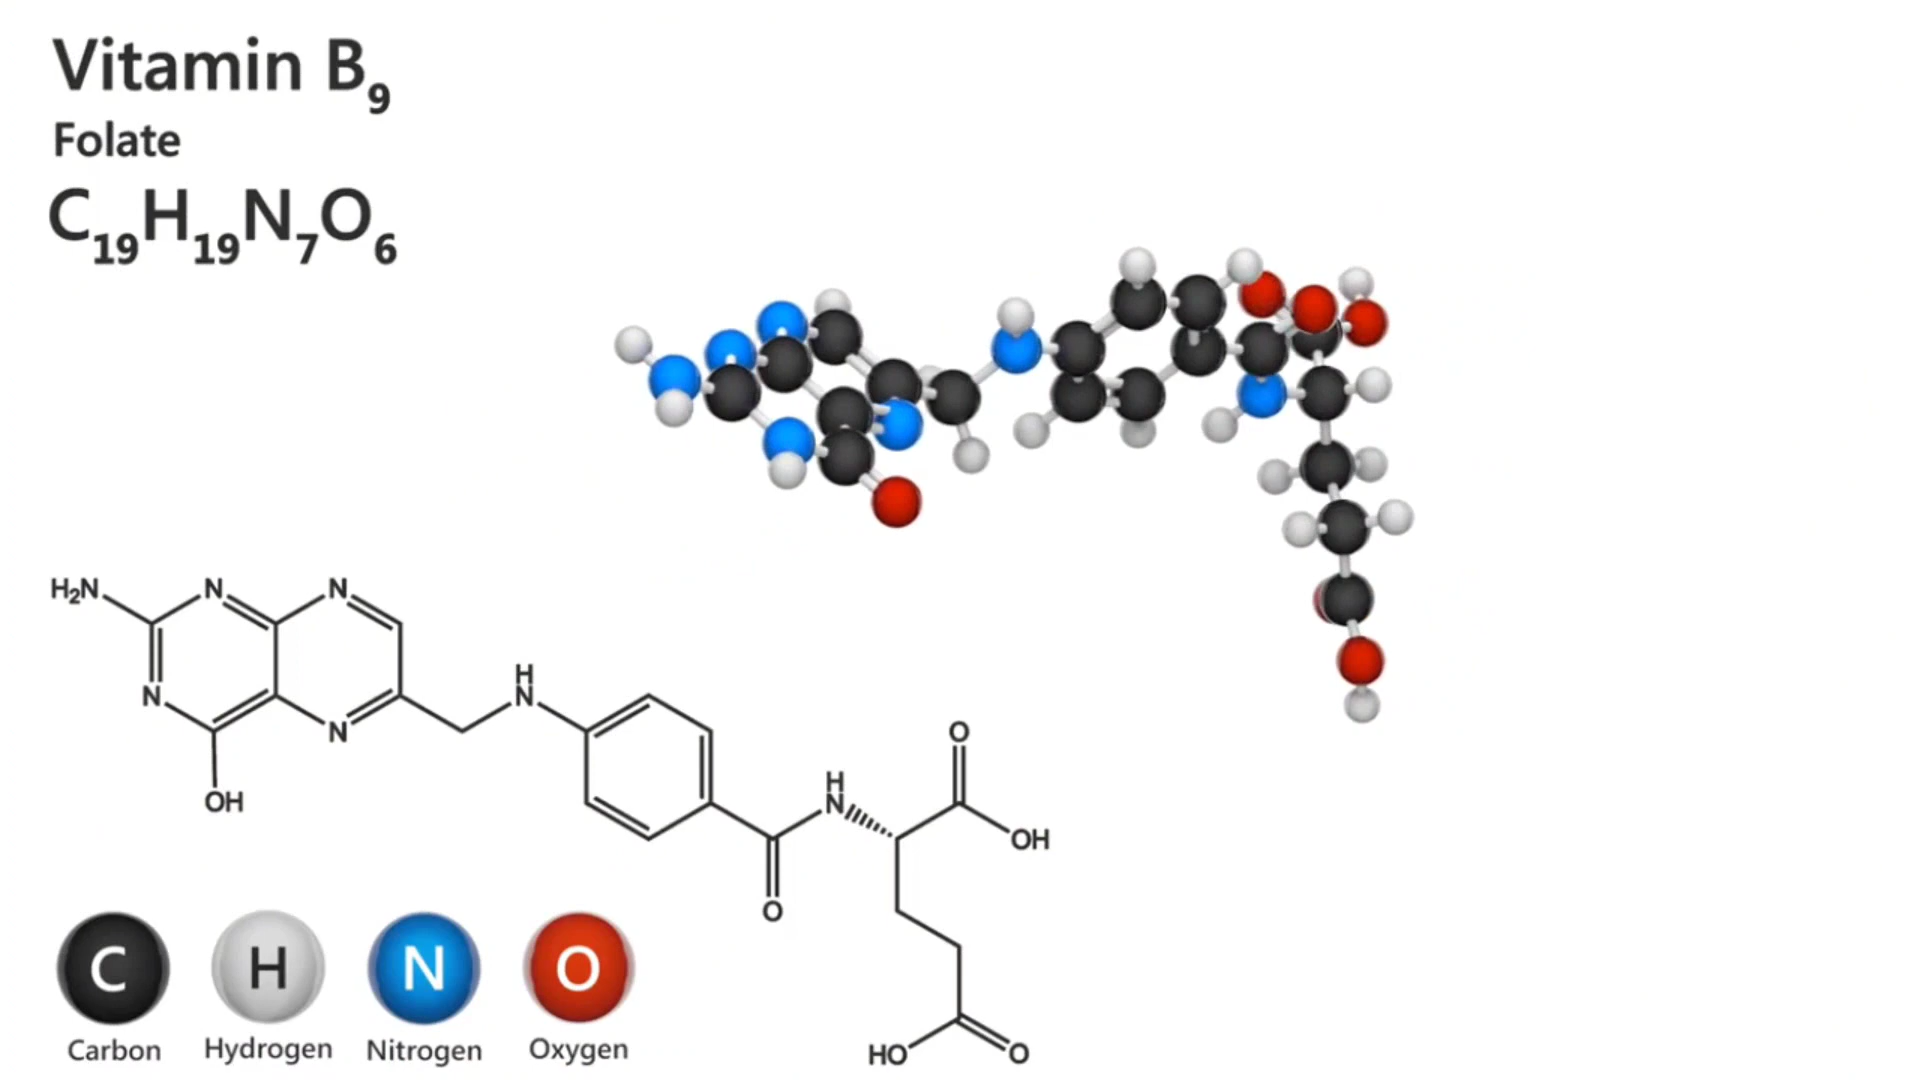 Vitamin B₉
Folate
C₁₉H₁₉N₇O₆
H₂N N N
N N
H
N
OH
O
H
N
OH
O
HO O
C H N O
Carbon Hydrogen Nitrogen Oxygen